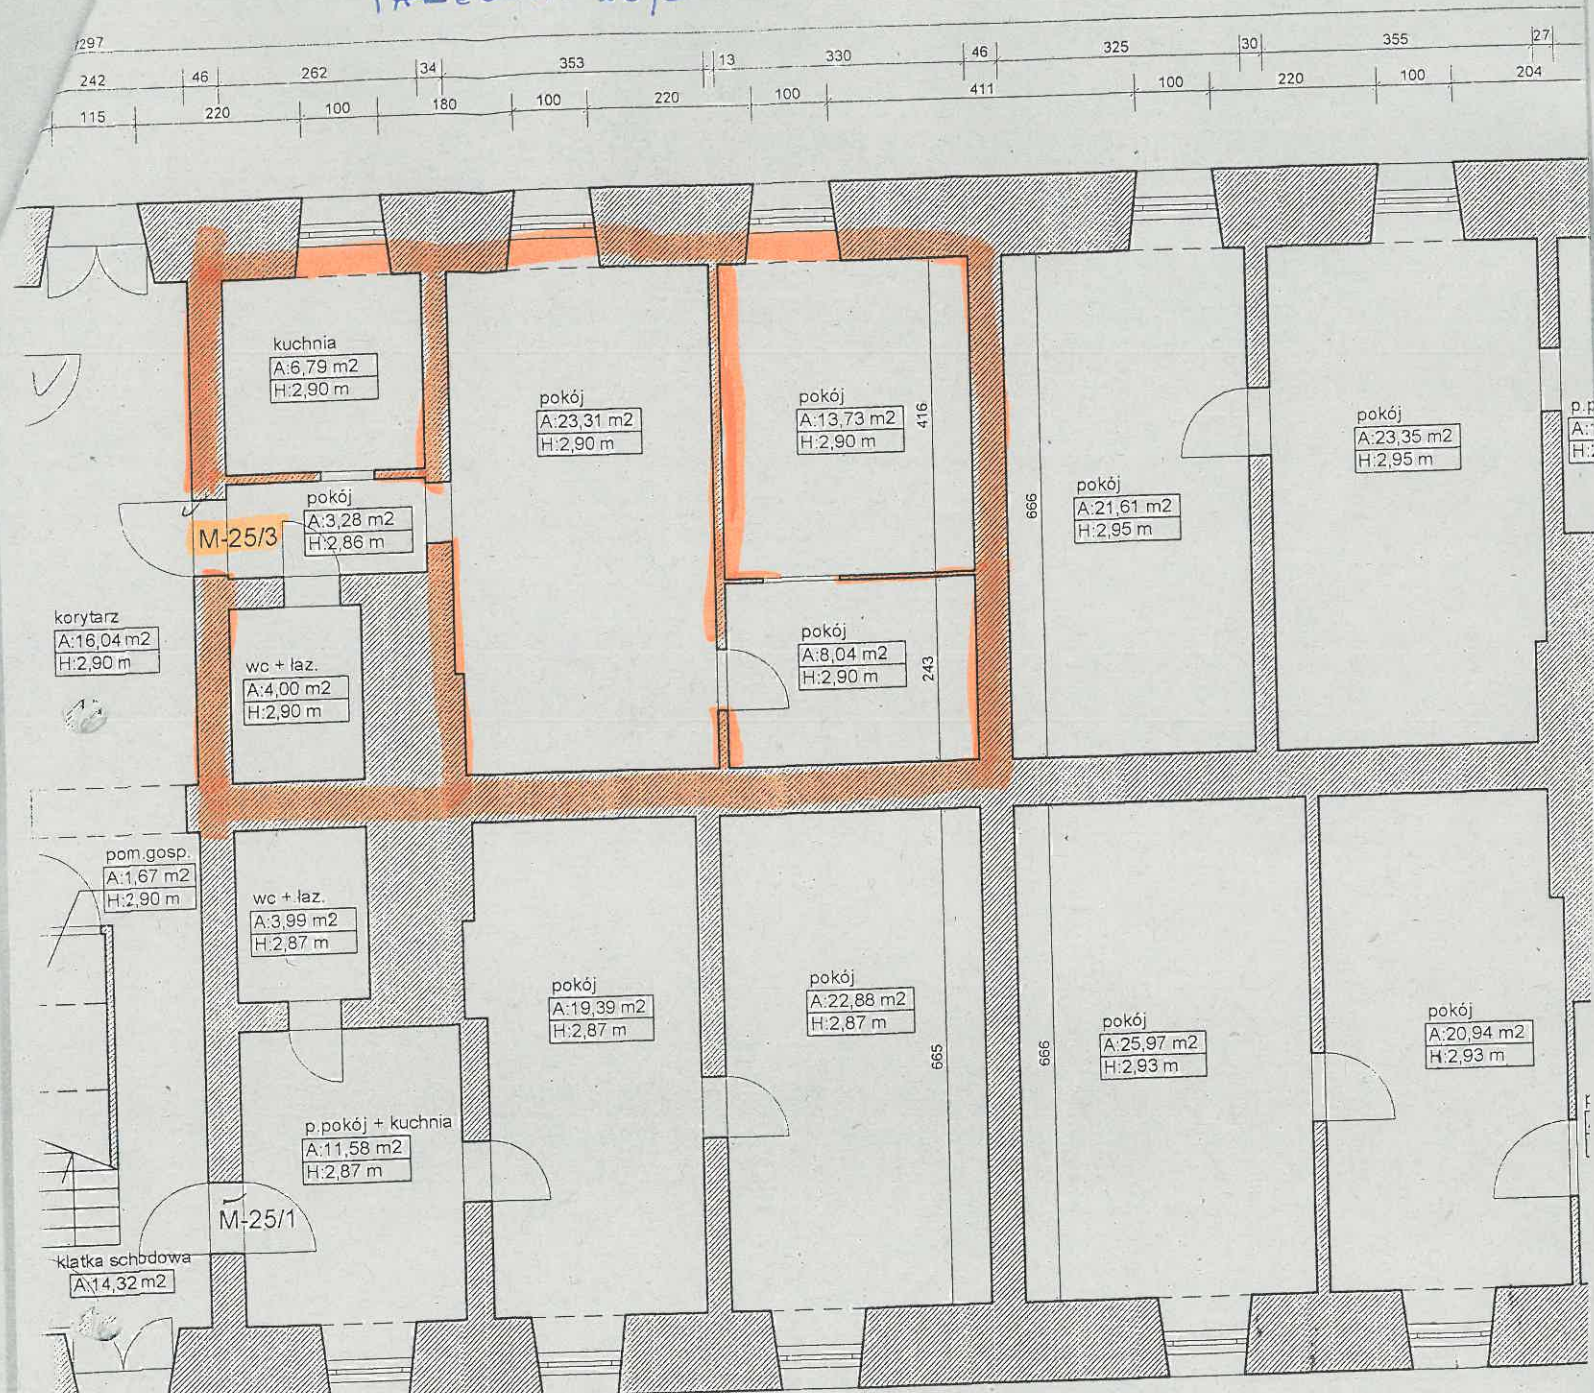 297
242 46 262 34 353 13 330 46 325 30 355 27
115 220 100 180 100 220 100 411 100 220 100 204
kuchnia
A:6,79 m2
H:2,90 m
pokój
A:23,31 m2
H:2,90 m
pokój
A:13,73 m2
H:2,90 m
416
pokój
A:23,35 m2
H:2,95 m
pokój
A:21,61 m2
H:2,95 m
666
pokój
A:3,28 m2
H:2,86 m
M-25/3
korytarz
A:16,04 m2
H:2,90 m
wc + łaz.
A:4,00 m2
H:2,90 m
pokój
A:8,04 m2
H:2,90 m
243
pom.gosp.
A:1,67 m2
H:2,90 m
wc + łaz.
A:3,99 m2
H:2,87 m
pokój
A:19,39 m2
H:2,87 m
pokój
A:22,88 m2
H:2,87 m
665
666
pokój
A:25,97 m2
H:2,93 m
pokój
A:20,94 m2
H:2,93 m
p.pokój + kuchnia
A:11,58 m2
H:2,87 m
M-25/1
klatka schodowa
A:14,32 m2